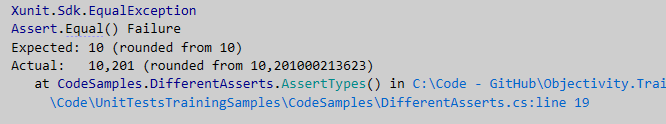 Xunit.Sdk.EqualException
Assert.Equal() Failure
Expected: 10 (rounded from 10)
Actual:   10,201 (rounded from 10,201000213623)
   at CodeSamples.DifferentAsserts.AssertTypes() in C:\Code - GitHub\Objectivity.Trai
     \Code\UnitTestsTrainingSamples\CodeSamples\DifferentAsserts.cs:line 19